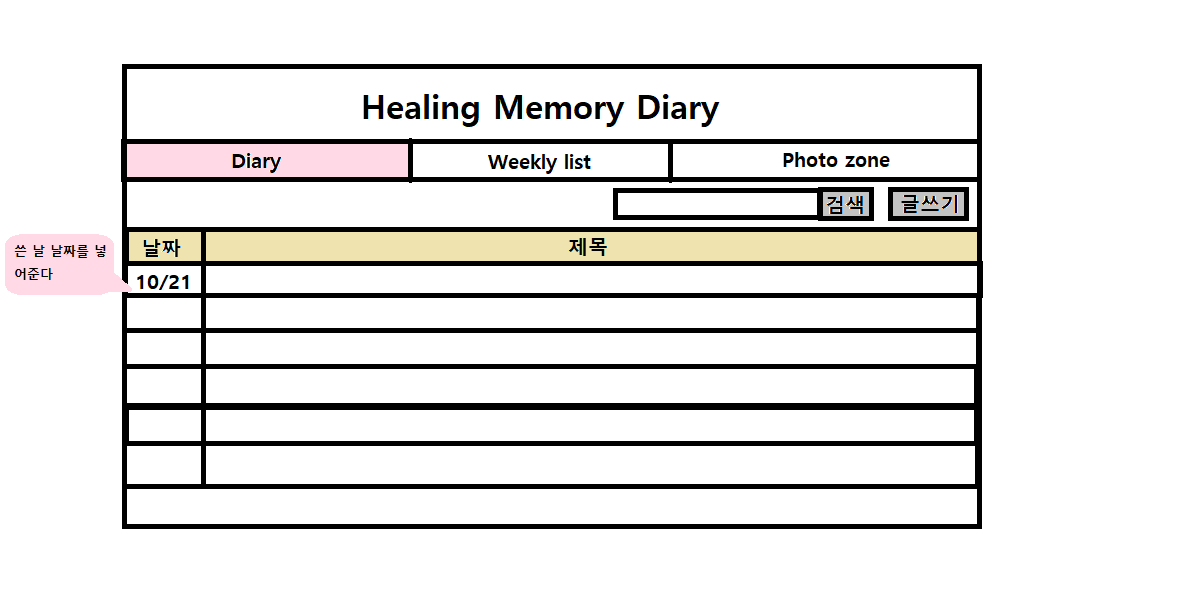 Healing Memory Diary
Diary Weekly list Photo zone
검색 글쓰기
날짜 제목
쓴 날 날짜를 넣
어준다
10/21